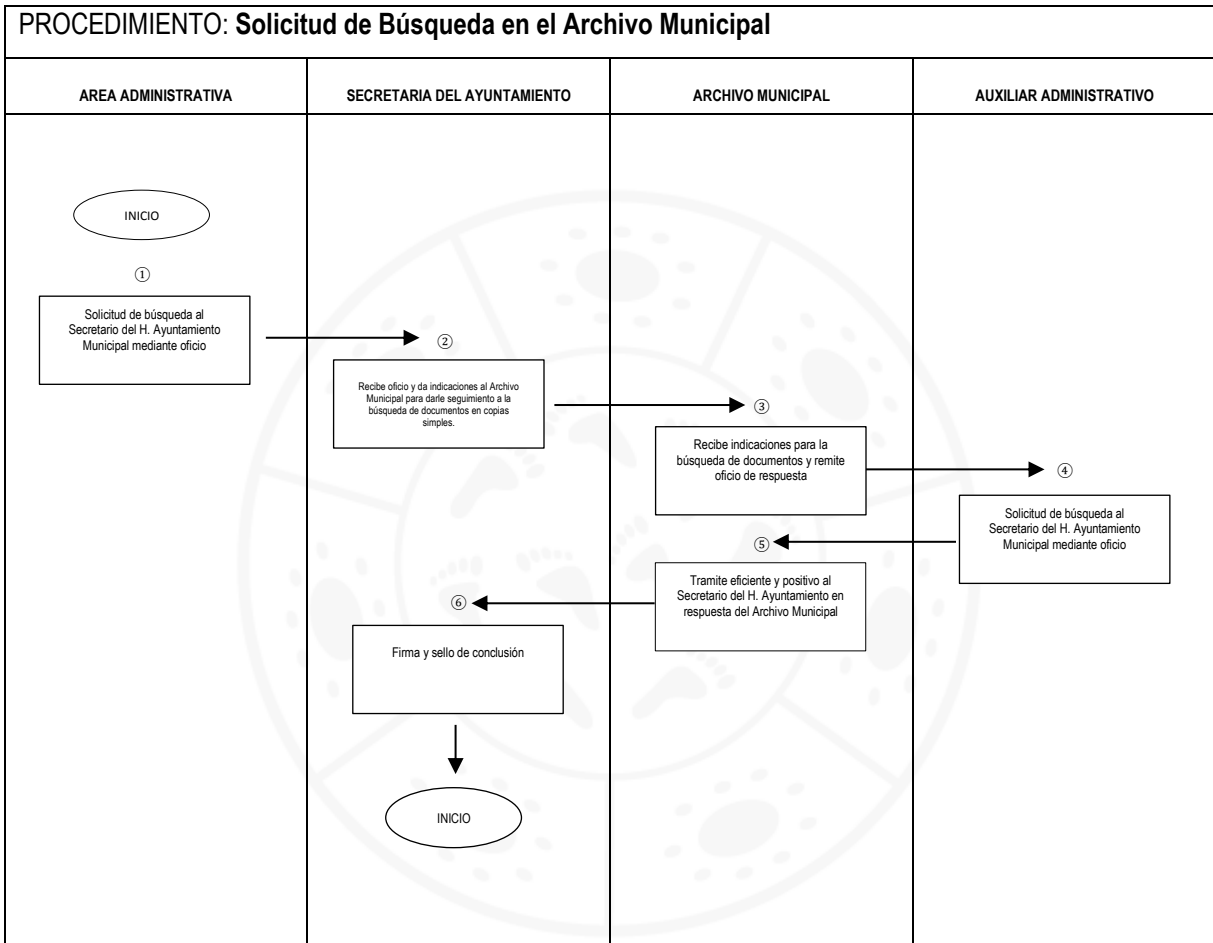 PROCEDIMIENTO: Solicitud de Búsqueda en el Archivo Municipal
AREA ADMINISTRATIVA
SECRETARIA DEL AYUNTAMIENTO
ARCHIVO MUNICIPAL
AUXILIAR ADMINISTRATIVO
INICIO
①
Solicitud de búsqueda al
Secretario del H. Ayuntamiento
Municipal mediante oficio
②
Recibe oficio y da indicaciones al Archivo
Municipal para darle seguimiento a la
búsqueda de documentos en copias
simples.
③
Recibe indicaciones para la
búsqueda de documentos y remite
oficio de respuesta
④
Solicitud de búsqueda al
Secretario del H. Ayuntamiento
Municipal mediante oficio
⑤
Tramite eficiente y positivo al
Secretario del H. Ayuntamiento en
respuesta del Archivo Municipal
⑥
Firma y sello de conclusión
INICIO